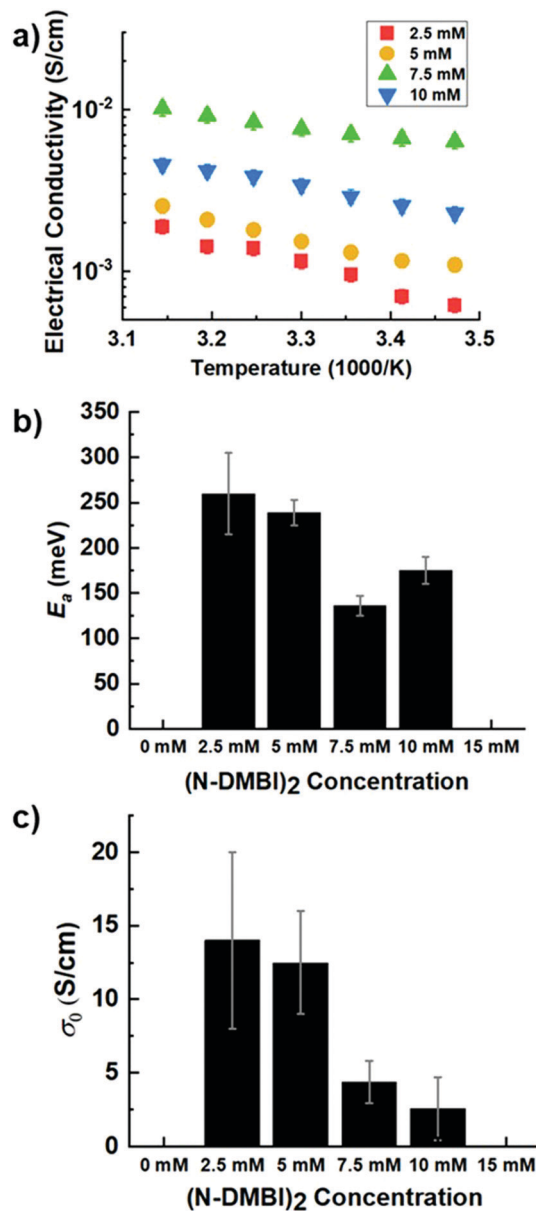 a)
Electrical Conductivity (S/cm)
2.5 mM
5 mM
7.5 mM
10 mM
10-2
10-3
3.1 3.2 3.3 3.4 3.5
Temperature (1000/K)
b)
Ea (meV)
350
300
250
200
150
100
50
0
0 mM 2.5 mM 5 mM 7.5 mM 10 mM 15 mM
(N-DMBI)2 Concentration
c)
σ0 (S/cm)
20
15
10
5
0
0 mM 2.5 mM 5 mM 7.5 mM 10 mM 15 mM
(N-DMBI)2 Concentration